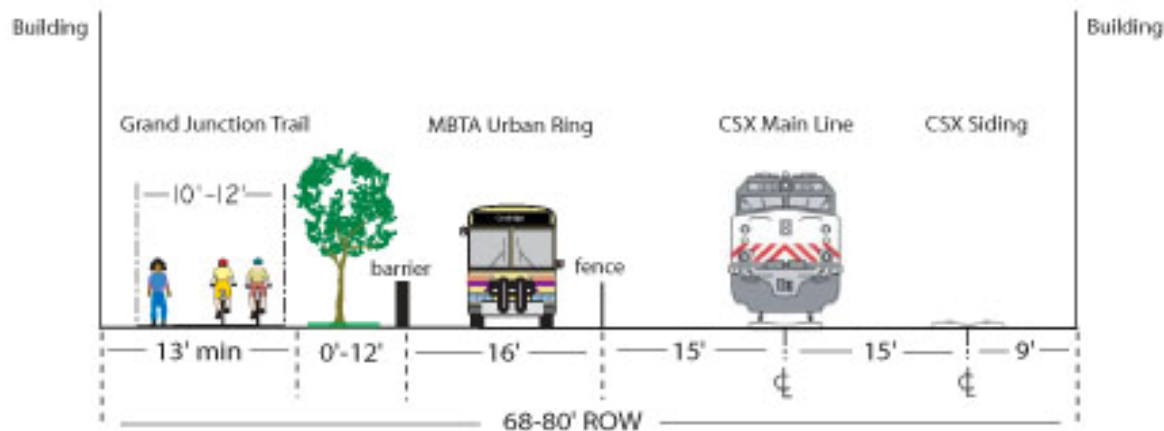 Building
Building
Grand Junction Trail
MBTA Urban Ring
CSX Main Line
CSX Siding
10'-12'
barrier
fence
13' min
0'-12'
16'
15'
15'
9'
℄
℄
68-80' ROW